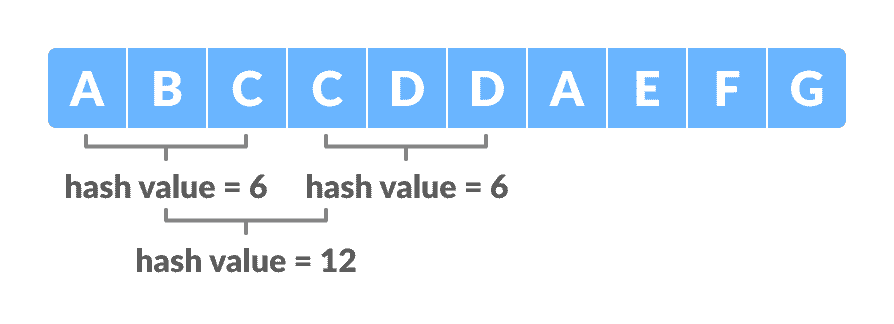 A B C C D D A E F G
hash value = 6 hash value = 6
hash value = 12